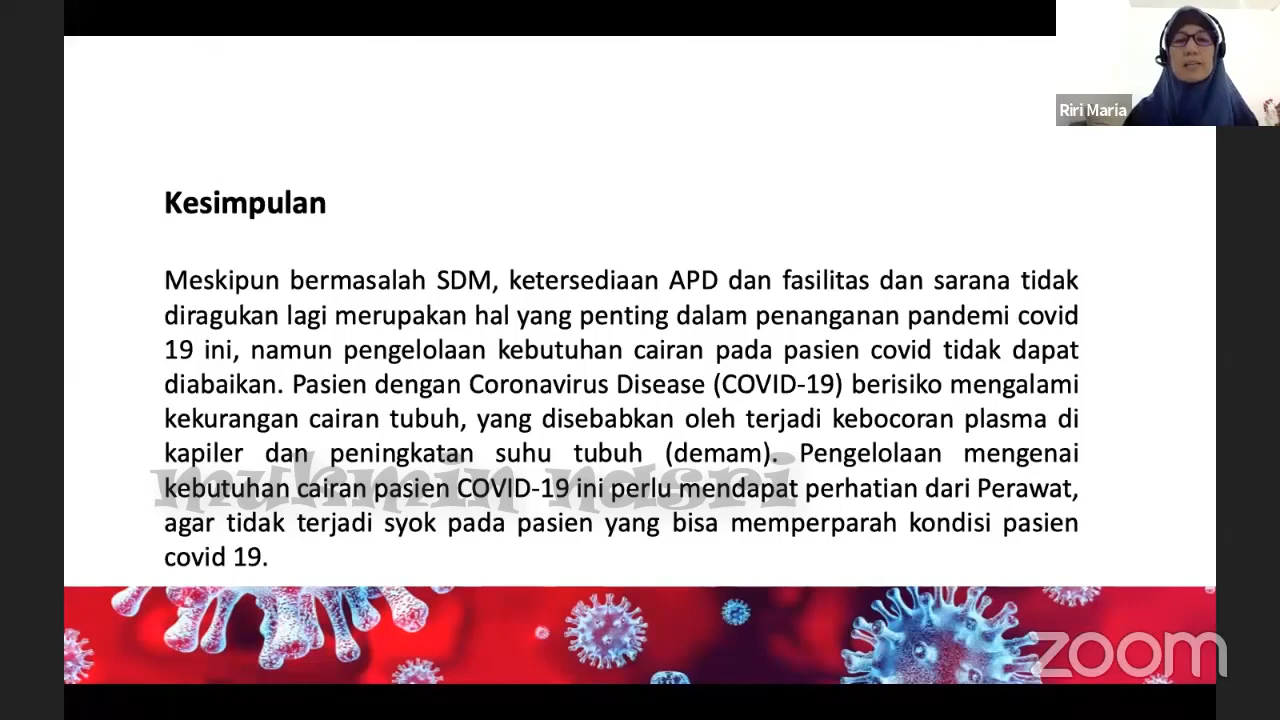 Riri Maria
Kesimpulan
Meskipun bermasalah SDM, ketersediaan APD dan fasilitas dan sarana tidak
diragukan lagi merupakan hal yang penting dalam penanganan pandemi covid
19 ini, namun pengelolaan kebutuhan cairan pada pasien covid tidak dapat
diabaikan. Pasien dengan Coronavirus Disease (COVID-19) berisiko mengalami
kekurangan cairan tubuh, yang disebabkan oleh terjadi kebocoran plasma di
kapiler dan peningkatan suhu tubuh (demam). Pengelolaan mengenai
kebutuhan cairan pasien COVID-19 ini perlu mendapat perhatian dari Perawat,
agar tidak terjadi syok pada pasien yang bisa memperparah kondisi pasien
covid 19.
mukmin nasri
zoom